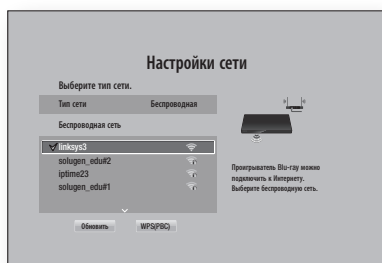 Настройки сети
Выберите тип сети.
Тип сети Беспроводная
Беспроводная сеть
linksys3
solugen_edu#2
iptime23
solugen_edu#1
Проигрыватель Blu-ray можно
подключить к Интернету.
Выберите беспроводную сеть.
Обновить WPS(PBC)